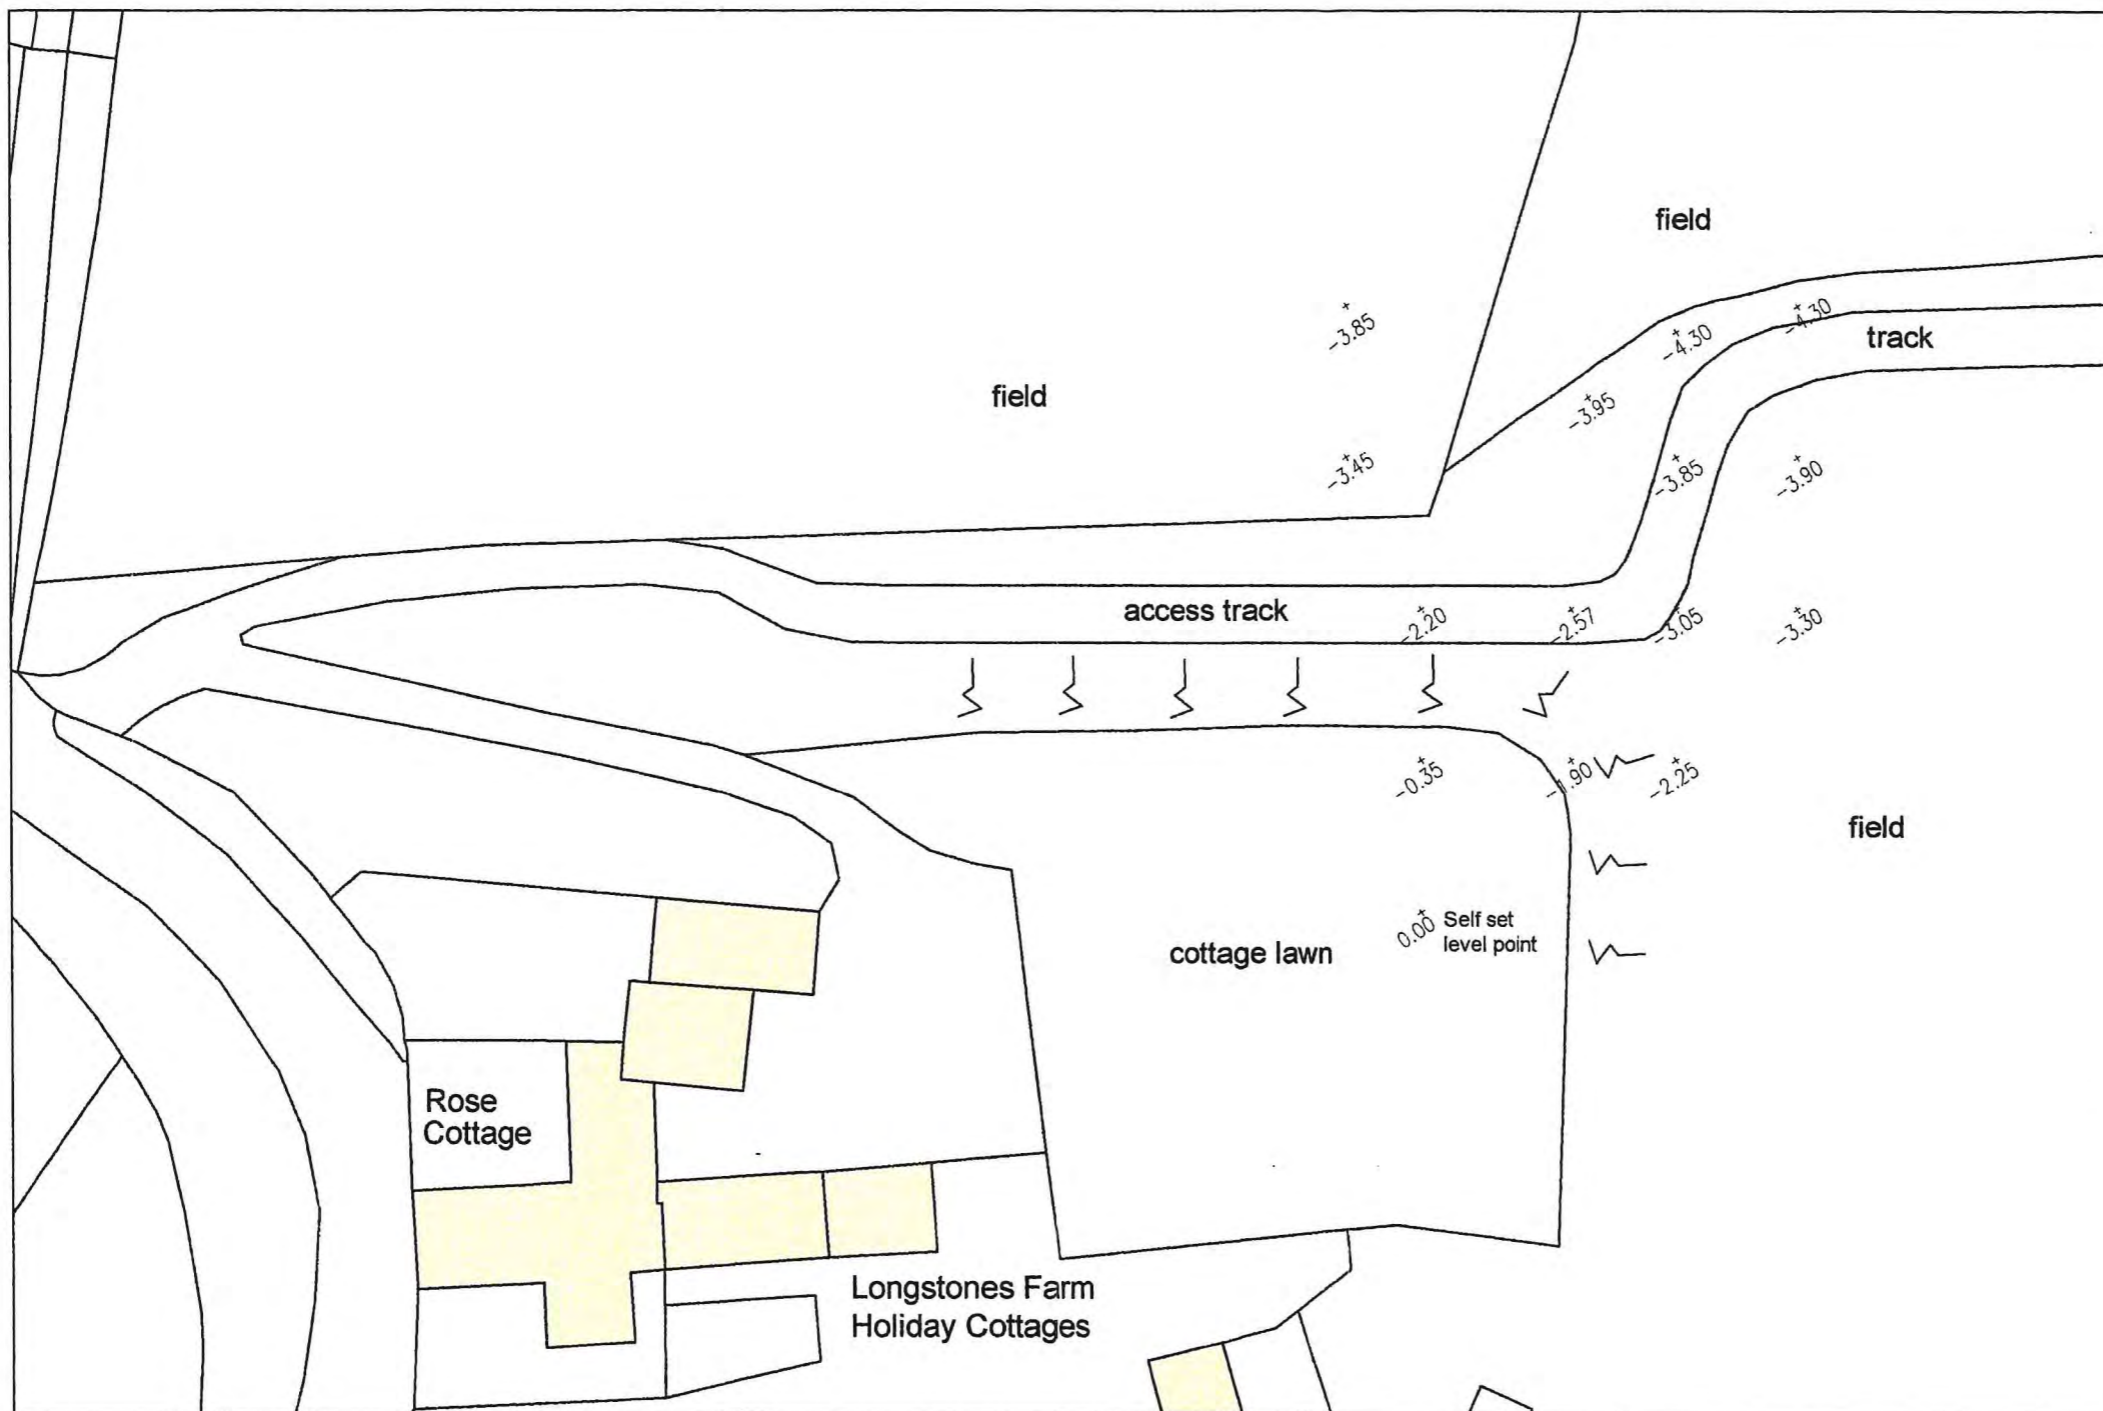 field
-3.85
-4.30
-4.30
track
field
-3.95
-3.45
-3.85
-3.90
access track
-2.20
-2.57
-3.05
-3.30
-0.35
-1.90
-2.25
field
0.00
Self set
level point
cottage lawn
Rose
Cottage
Longstones Farm
Holiday Cottages